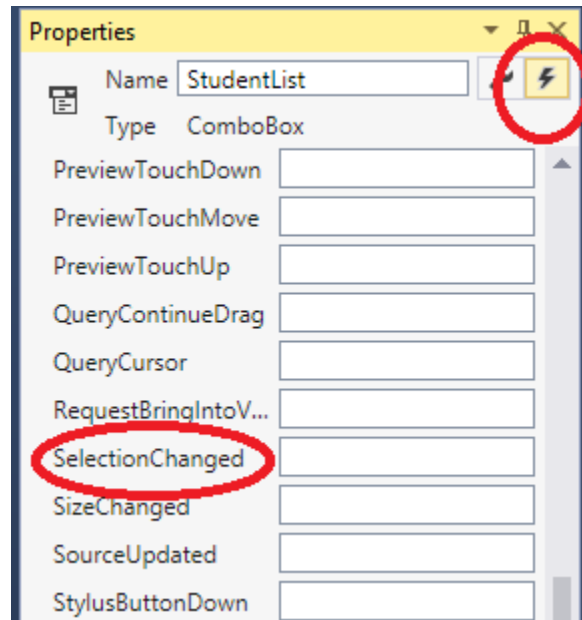 Properties
Name StudentList
Type ComboBox
PreviewTouchDown
PreviewTouchMove
PreviewTouchUp
QueryContinueDrag
QueryCursor
RequestBringIntoV...
SelectionChanged
SizeChanged
SourceUpdated
StylusButtonDown